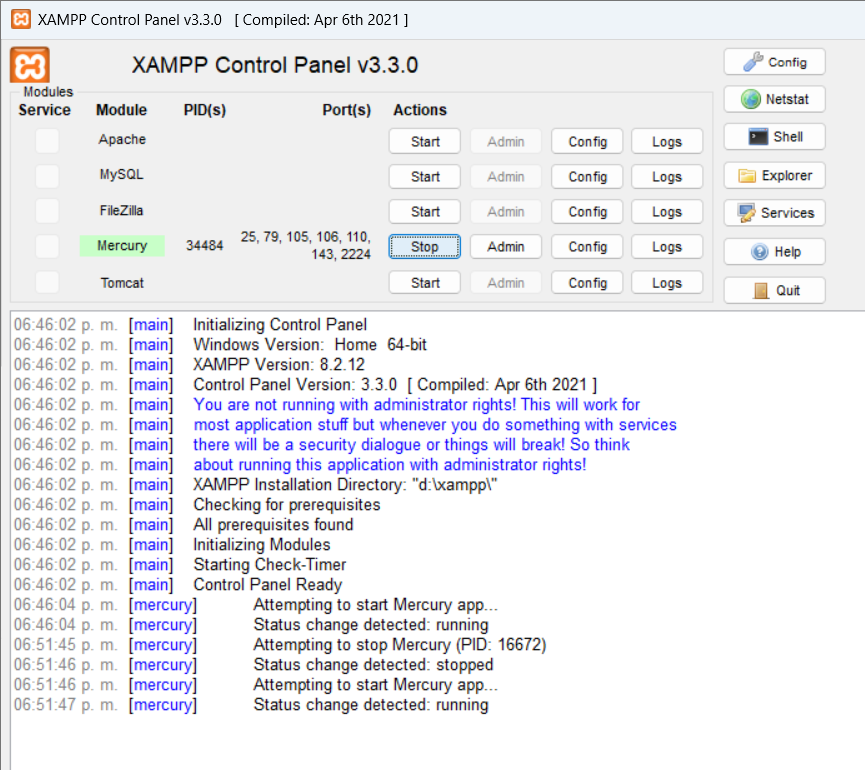 XAMPP Control Panel v3.3.0 [ Compiled: Apr 6th 2021 ]
XAMPP Control Panel v3.3.0
Config
Modules
Service Module PID(s) Port(s) Actions
Netstat
Apache Start Admin Config Logs
Shell
MySQL Start Admin Config Logs
Explorer
FileZilla Start Admin Config Logs
Services
Mercury 34484 25, 79, 105, 106, 110, Stop Admin Config Logs
143, 2224
Help
Tomcat Start Admin Config Logs
Quit
06:46:02 p. m. [main] Initializing Control Panel
06:46:02 p. m. [main] Windows Version: Home 64-bit
06:46:02 p. m. [main] XAMPP Version: 8.2.12
06:46:02 p. m. [main] Control Panel Version: 3.3.0 [ Compiled: Apr 6th 2021 ]
06:46:02 p. m. [main] You are not running with administrator rights! This will work for
06:46:02 p. m. [main] most application stuff but whenever you do something with services
06:46:02 p. m. [main] there will be a security dialogue or things will break! So think
06:46:02 p. m. [main] about running this application with administrator rights!
06:46:02 p. m. [main] XAMPP Installation Directory: "d:\xampp\"
06:46:02 p. m. [main] Checking for prerequisites
06:46:02 p. m. [main] All prerequisites found
06:46:02 p. m. [main] Initializing Modules
06:46:02 p. m. [main] Starting Check-Timer
06:46:02 p. m. [main] Control Panel Ready
06:46:04 p. m. [mercury] Attempting to start Mercury app...
06:46:04 p. m. [mercury] Status change detected: running
06:51:45 p. m. [mercury] Attempting to stop Mercury (PID: 16672)
06:51:46 p. m. [mercury] Status change detected: stopped
06:51:46 p. m. [mercury] Attempting to start Mercury app...
06:51:47 p. m. [mercury] Status change detected: running